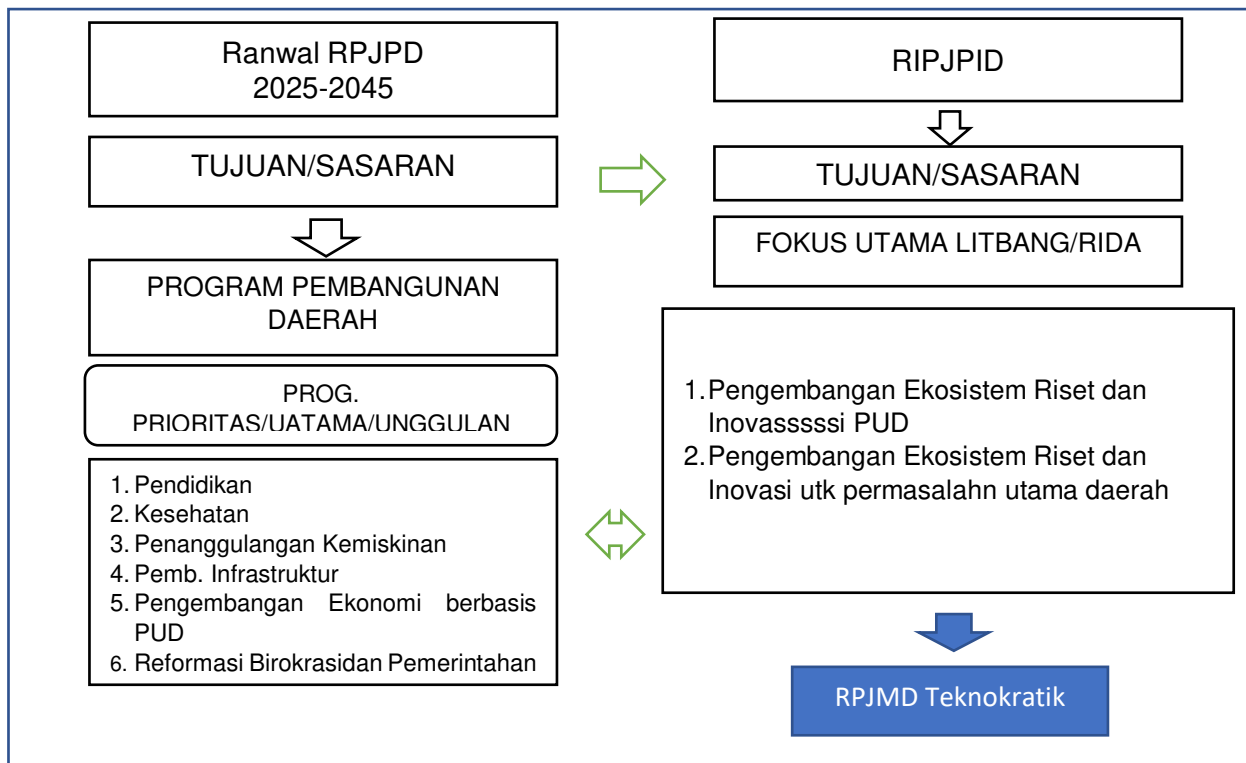 Ranwal RPJPD
2025-2045
TUJUAN/SASARAN
PROGRAM PEMBANGUNAN
DAERAH
PROG.
PRIORITAS/UATAMA/UNGGULAN
1. Pendidikan
2. Kesehatan
3. Penanggulangan Kemiskinan
4. Pemb. Infrastruktur
5. Pengembangan Ekonomi berbasis
PUD
6. Reformasi Birokrasidan Pemerintahan
RIPJPID
TUJUAN/SASARAN
FOKUS UTAMA LITBANG/RIDA
1. Pengembangan Ekosistem Riset dan
Inovasssssi PUD
2. Pengembangan Ekosistem Riset dan
Inovasi utk permasalahn utama daerah
RPJMD Teknokratik